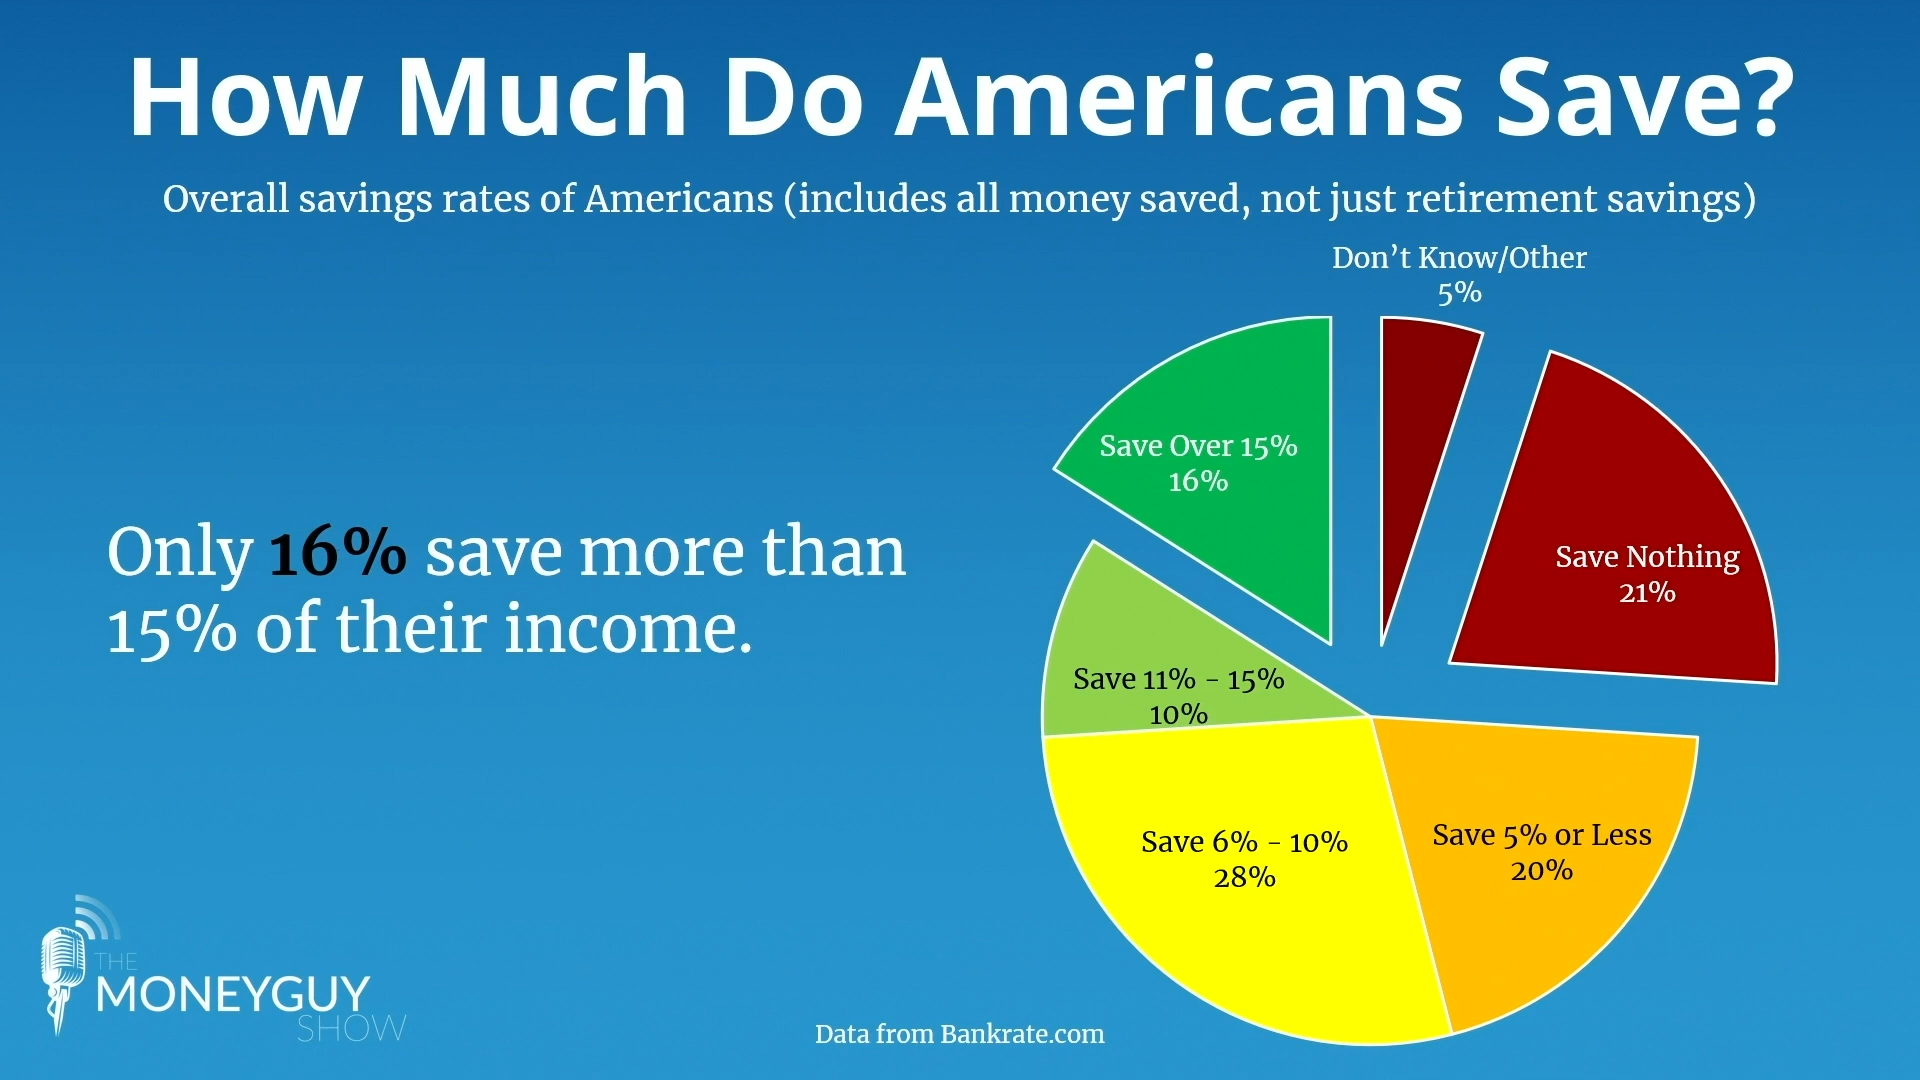 How Much Do Americans Save?
Overall savings rates of Americans (includes all money saved, not just retirement savings)
Don’t Know/Other
5%
Save Over 15%
16%
Save Nothing
21%
Only 16% save more than
15% of their income.
Save 11% - 15%
10%
Save 6% - 10%
28%
Save 5% or Less
20%
THE
MONEYGUY
SHOW
Data from Bankrate.com